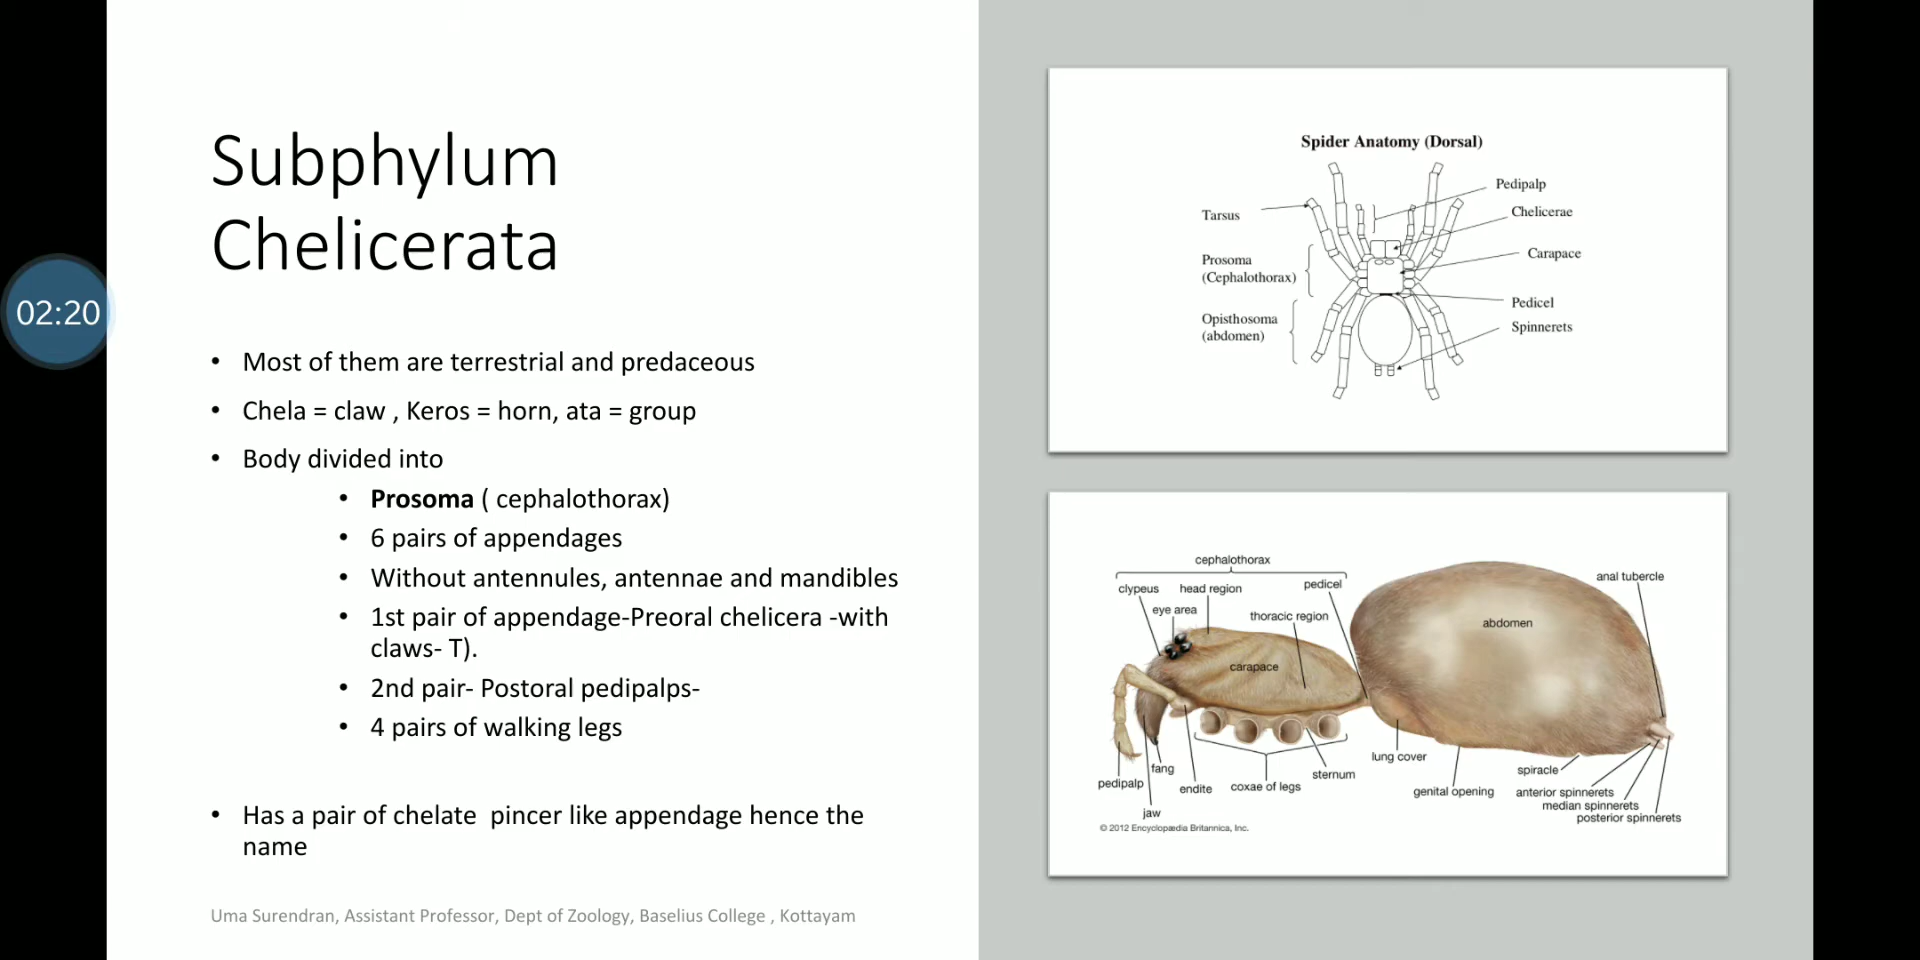 02:20
Subphylum
Chelicerata
• Most of them are terrestrial and predaceous
• Chela = claw , Keros = horn, ata = group
• Body divided into
• Prosoma ( cephalothorax)
• 6 pairs of appendages
• Without antennules, antennae and mandibles
• 1st pair of appendage-Preoral chelicera -with
claws- T).
• 2nd pair- Postoral pedipalps-
• 4 pairs of walking legs
• Has a pair of chelate  pincer like appendage hence the
name
Uma Surendran, Assistant Professor, Dept of Zoology, Baselius College , Kottayam
Spider Anatomy (Dorsal)
Pedipalp
Tarsus
Chelicerae
Carapace
Prosoma
(Cephalothorax)
Pedicel
Opisthosoma
(abdomen)
Spinnerets
cephalothorax
clypeus
head region
pedicel
anal tubercle
eye area
thoracic region
abdomen
carapace
lung cover
spiracle
fang
sternum
pedipalp
endite
coxae of legs
genital opening
anterior spinnerets
median spinnerets
jaw
posterior spinnerets
© 2012 Encyclopædia Britannica, Inc.